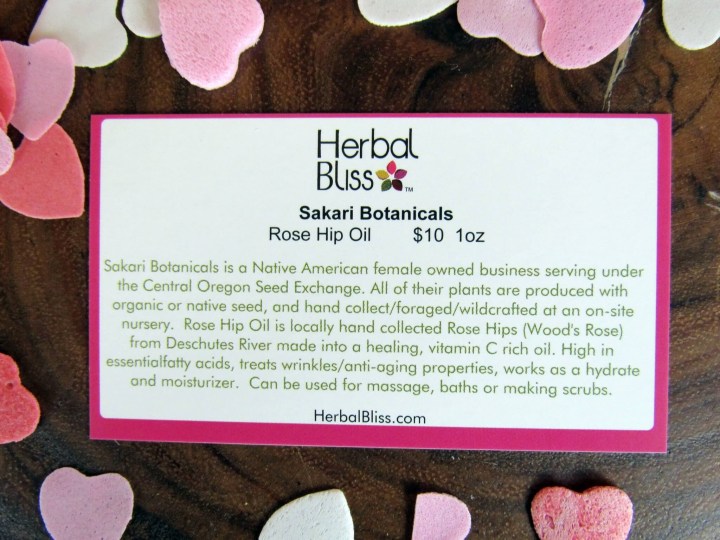 Herbal
Bliss™
Sakari Botanicals
Rose Hip Oil $10 1oz
Sakari Botanicals is a Native American female owned business serving under
the Central Oregon Seed Exchange. All of their plants are produced with
organic or native seed, and hand collect/foraged/wildcrafted at an on-site
nursery. Rose Hip Oil is locally hand collected Rose Hips (Wood's Rose)
from Deschutes River made into a healing, vitamin C rich oil. High in
essentialfatty acids, treats wrinkles/anti-aging properties, works as a hydrate
and moisturizer. Can be used for massage, baths or making scrubs.
HerbalBliss.com